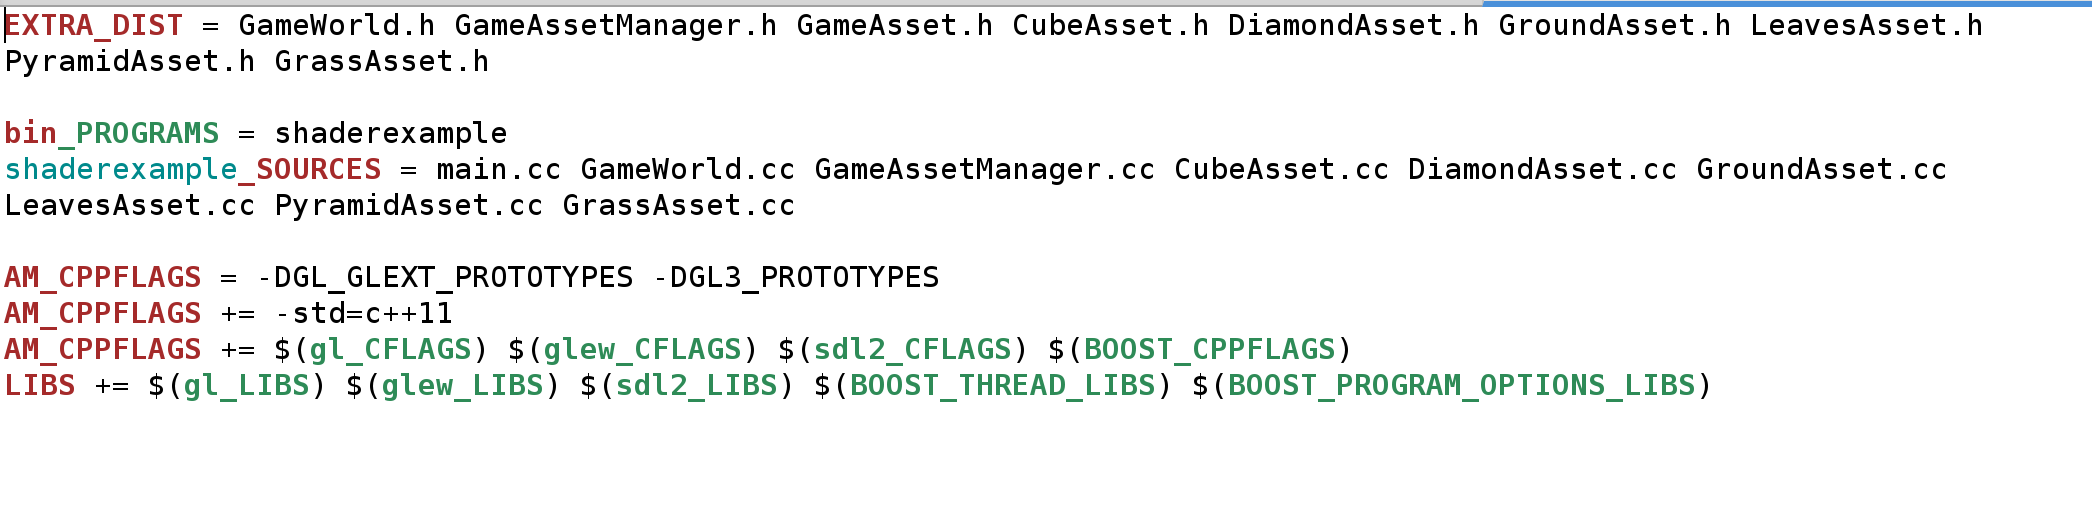 EXTRA_DIST = GameWorld.h GameAssetManager.h GameAsset.h CubeAsset.h DiamondAsset.h GroundAsset.h LeavesAsset.h
PyramidAsset.h GrassAsset.h
bin_PROGRAMS = shaderexample
shaderexample_SOURCES = main.cc GameWorld.cc GameAssetManager.cc CubeAsset.cc DiamondAsset.cc GroundAsset.cc
LeavesAsset.cc PyramidAsset.cc GrassAsset.cc
AM_CPPFLAGS = -DGL_GLEXT_PROTOTYPES -DGL3_PROTOTYPES
AM_CPPFLAGS += -std=c++11
AM_CPPFLAGS += $(gl_CFLAGS) $(glew_CFLAGS) $(sdl2_CFLAGS) $(BOOST_CPPFLAGS)
LIBS += $(gl_LIBS) $(glew_LIBS) $(sdl2_LIBS) $(BOOST_THREAD_LIBS) $(BOOST_PROGRAM_OPTIONS_LIBS)